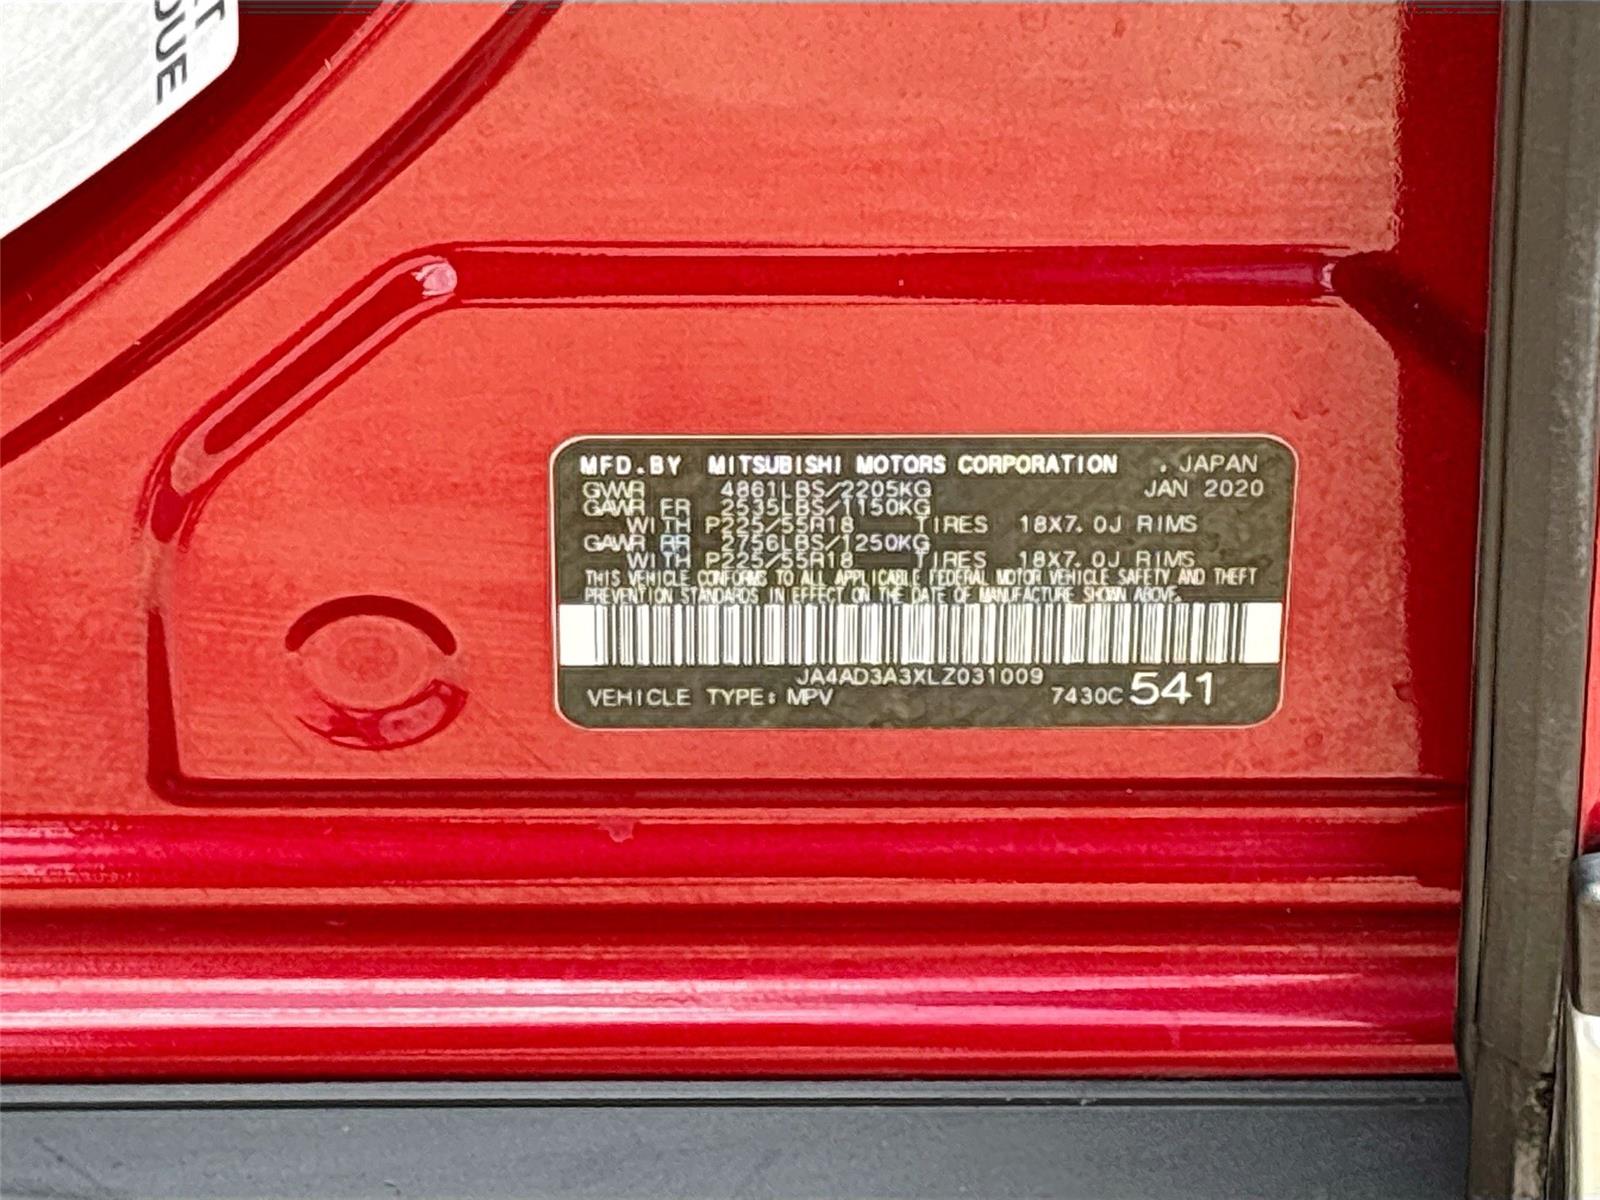 ET
QUE
MFD.BY MITSUBISHI MOTORS CORPORATION . JAPAN
GVWR 4861LBS/2205KG JAN 2020
GAWR FR 2535LBS/1150KG
WITH P225/55R18 TIRES 18X7.0J RIMS
GAWR RR 2756LBS/1250KG
WITH P225/55R18 TIRES 18X7.0J RIMS
THIS VEHICLE CONFORMS TO ALL APPLICABLE FEDERAL MOTOR VEHICLE SAFETY AND THEFT
PREVENTION STANDARDS IN EFFECT ON THE DATE OF MANUFACTURE SHOWN ABOVE.
JA4AD3A3XLZ031009
VEHICLE TYPE: MPV 7430C 541